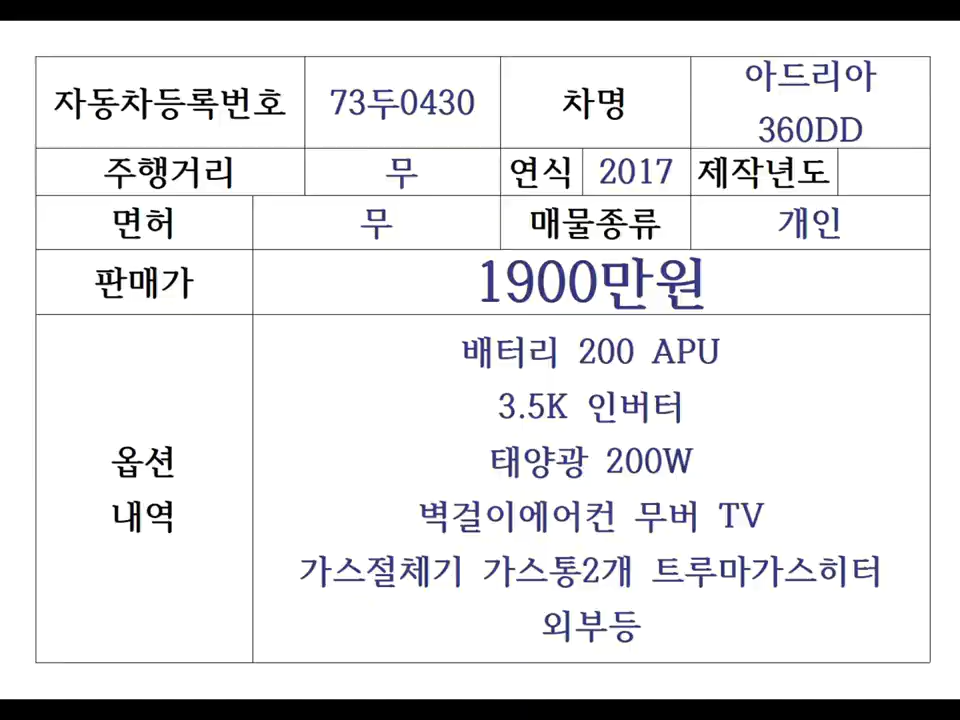 자동차등록번호 73두0430 차명 아드리아
360DD
주행거리 무 연식 2017 제작년도
면허 무 매물종류 개인
판매가 1900만원
옵션
내역
배터리 200 APU
3.5K 인버터
태양광 200W
벽걸이에어컨 무버 TV
가스절체기 가스통2개 트루마가스히터
외부등